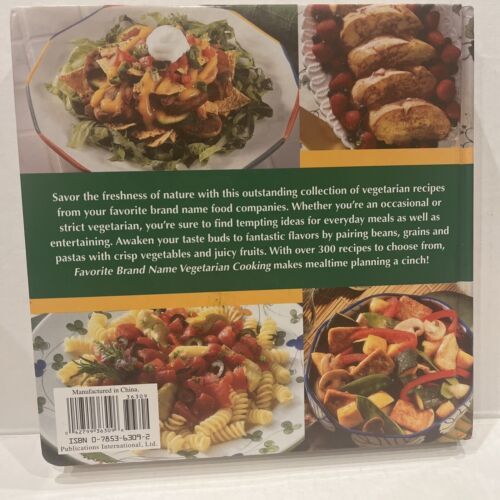 Savor the freshness of nature with this outstanding collection of vegetarian recipes
from your favorite brand name food companies. Whether you're an occasional or
strict vegetarian, you're sure to find tempting ideas for everyday meals as well as
entertaining. Awaken your taste buds to fantastic flavors by pairing beans, grains and
pastas with crisp vegetables and juicy fruits. With over 300 recipes to choose from,
Favorite Brand Name Vegetarian Cooking makes mealtime planning a cinch!
Manufactured in China.
36309
ISBN 0-7853-6309-2
Publications International, Ltd.